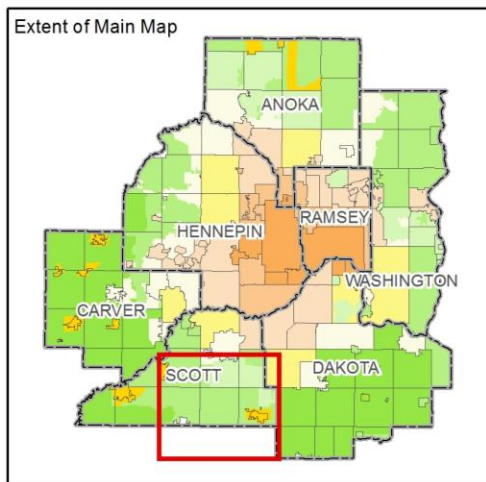 Extent of Main Map
ANOKA
HENNEPIN
RAMSEY
WASHINGTON
CARVER
SCOTT
DAKOTA